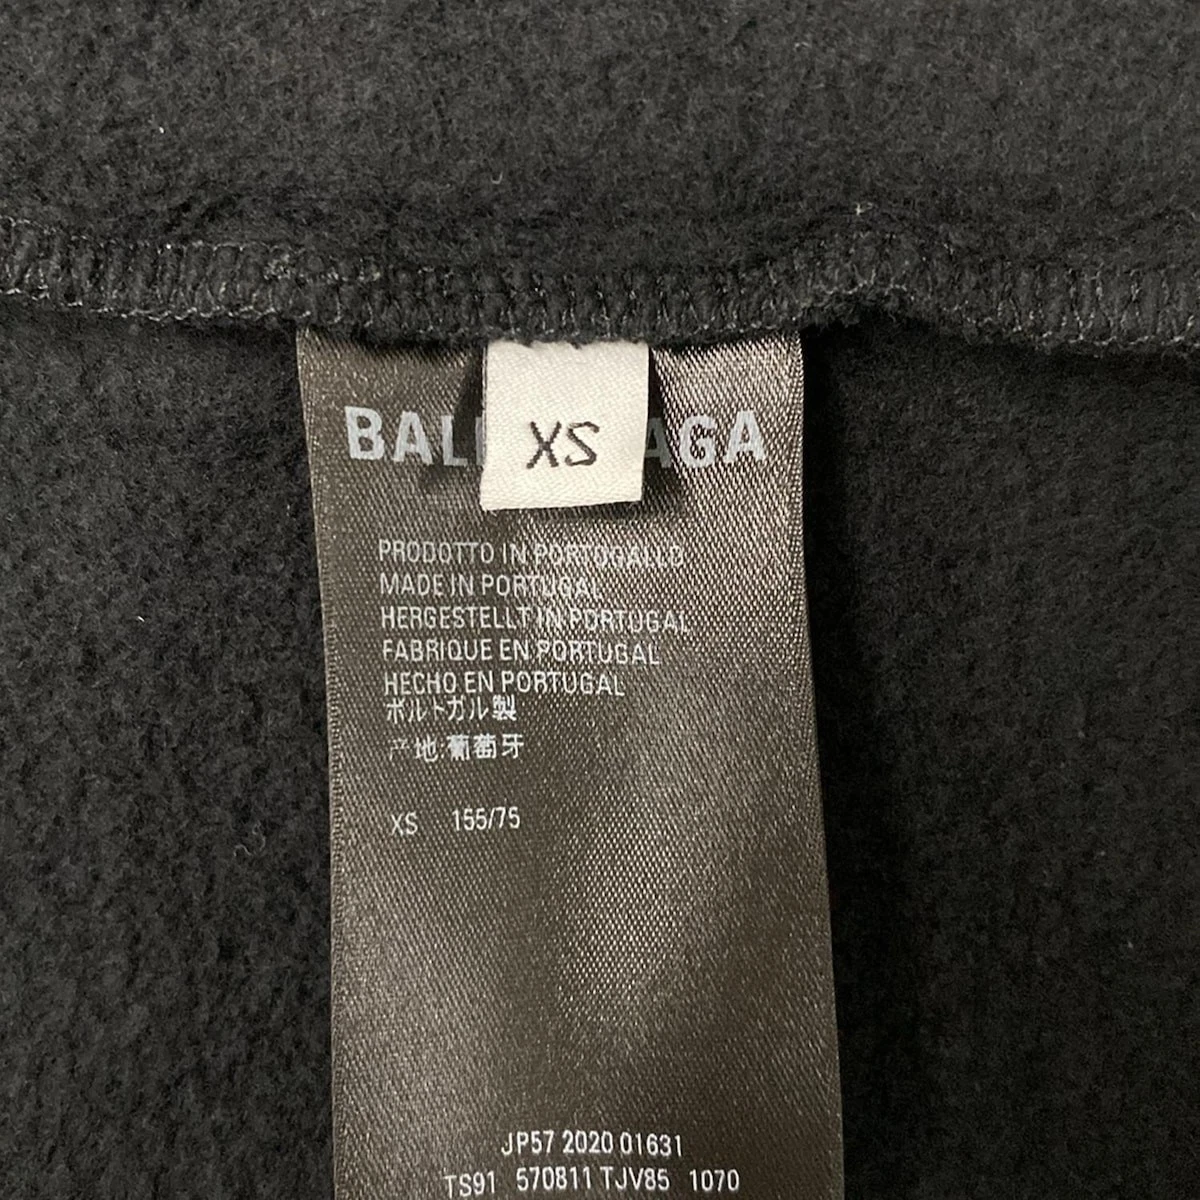 BAL AGA
XS
PRODOTTO IN PORTOGALLO
MADE IN PORTUGAL
HERGESTELLT IN PORTUGAL
FABRIQUE EN PORTUGAL
HECHO EN PORTUGAL
ポルトガル製
产地:葡萄牙
XS 155/75
JP57 2020 01631
TS91 570811 TJV85 1070